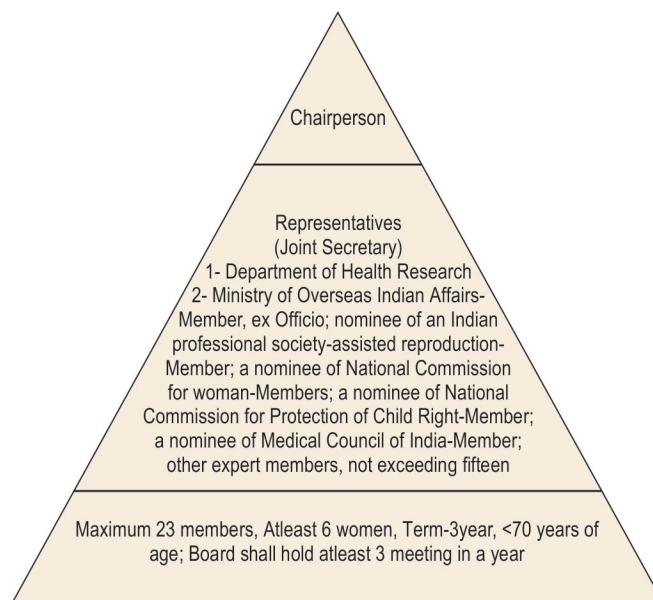 Chairperson
Representatives
(Joint Secretary)
1- Department of Health Research
2- Ministry of Overseas Indian Affairs-
Member, ex Officio; nominee of an Indian
professional society-assisted reproduction-
Member; a nominee of National Commission
for woman-Members; a nominee of National
Commission for Protection of Child Right-Member;
a nominee of Medical Council of India-Member;
other expert members, not exceeding fifteen
Maximum 23 members, Atleast 6 women, Term-3year, <70 years of
age; Board shall hold atleast 3 meeting in a year